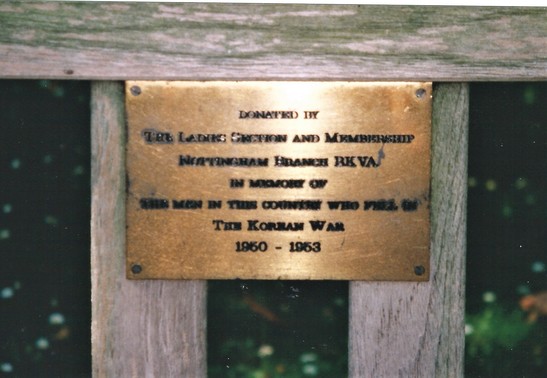 DONATED BY
THE LADIES SECTION AND MEMBERSHIP
NOTTINGHAM BRANCH BKVA
IN MEMORY OF
THE MEN IN THIS COUNTRY WHO FELL IN
THE KOREAN WAR
1950 - 1953